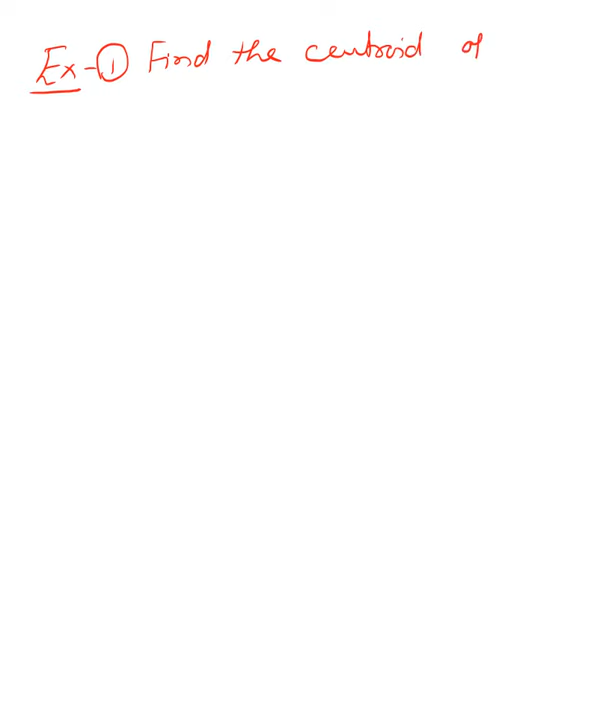 Ex-① Find the centroid of